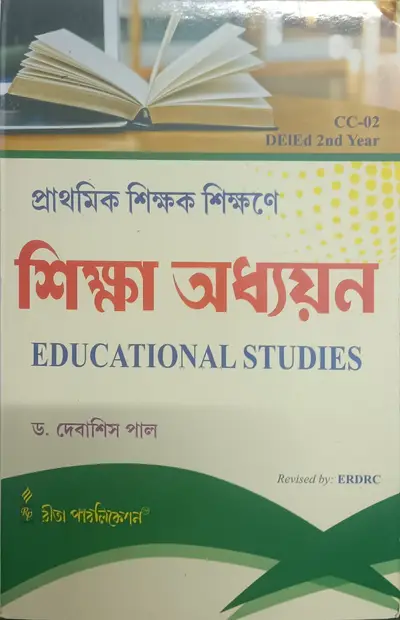 CC-02
DElEd 2nd Year
প্রাথমিক শিক্ষক শিক্ষণে
শিক্ষা অধ্যয়ন
EDUCATIONAL STUDIES
ড. দেবাশিস পাল
Revised by: ERDRC
রীতা পাবলিকেশন